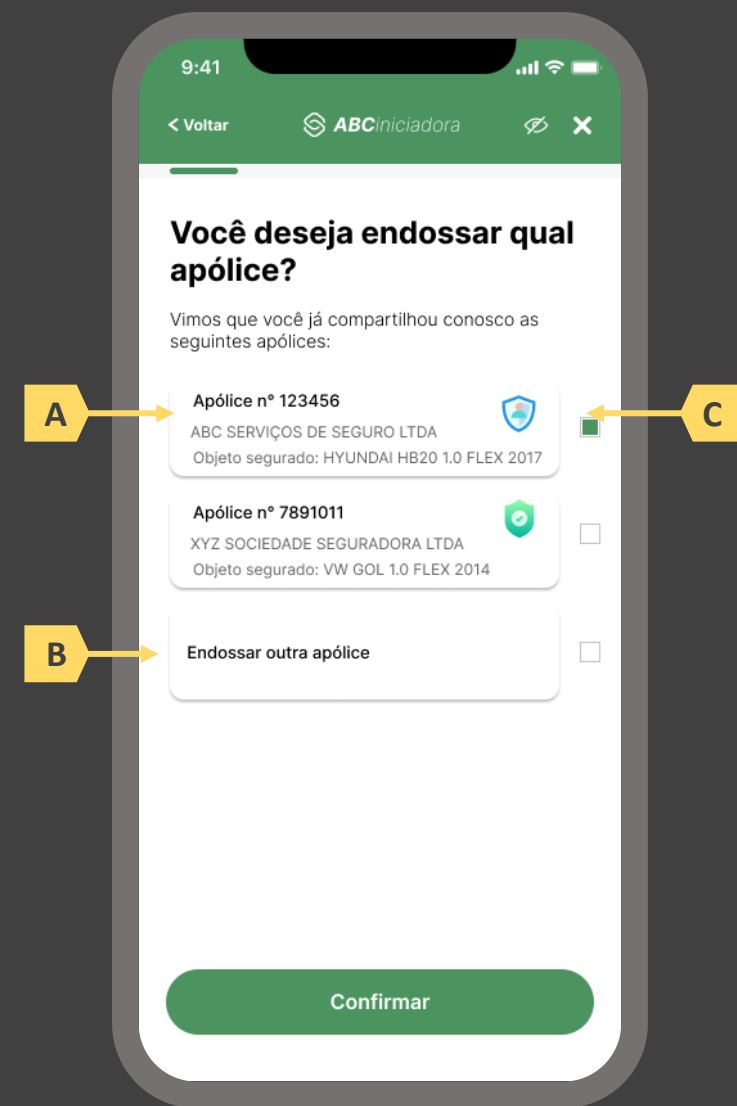 9:41
< Voltar ABCiniciadora
Você deseja endossar qual
apólice?
Vimos que você já compartilhou conosco as
seguintes apólices:
A
Apólice n° 123456
C
ABC SERVIÇOS DE SEGURO LTDA
Objeto segurado: HYUNDAI HB20 1.0 FLEX 2017
Apólice n° 7891011
XYZ SOCIEDADE SEGURADORA LTDA
Objeto segurado: VW GOL 1.0 FLEX 2014
B
Endossar outra apólice
Confirmar